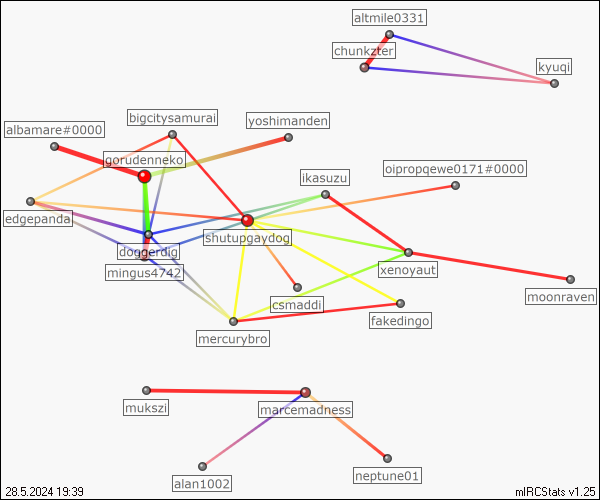 altmile0331
chunkzter
kyuqi
bigcitysamurai
yoshimanden
albamare#0000
gorudenneko
ikasuzu
oipropqewe0171#0000
edgepanda
shutupgaydog
doggerdig
mingus4742
xenoyaut
moonraven
csmaddi
fakedingo
mercurybro
mukszi
marcemadness
alan1002
neptune01
28.5.2024 19:39
mIRCStats v1.25